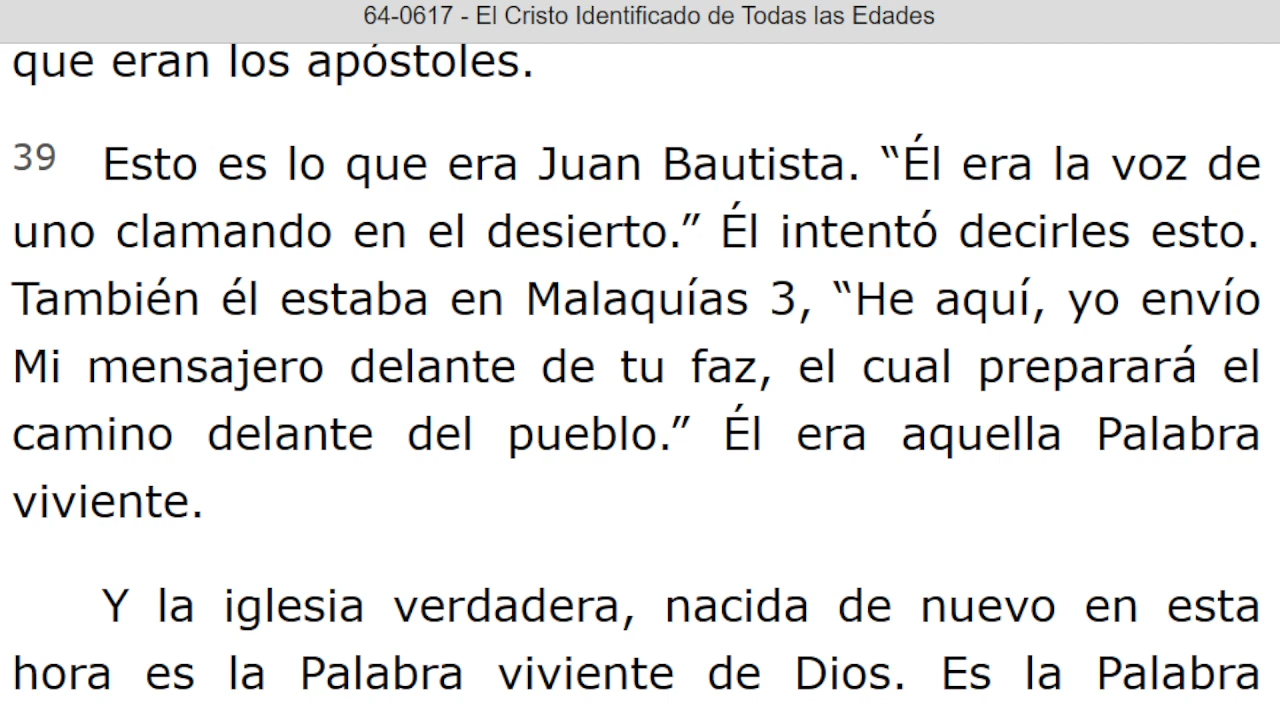 64-0617 - El Cristo Identificado de Todas las Edades
que eran los apóstoles.
39 Esto es lo que era Juan Bautista. “Él era la voz de
uno clamando en el desierto.” Él intentó decirles esto.
También él estaba en Malaquías 3, “He aquí, yo envío
Mi mensajero delante de tu faz, el cual preparará el
camino delante del pueblo.” Él era aquella Palabra
viviente.
Y la iglesia verdadera, nacida de nuevo en esta
hora es la Palabra viviente de Dios. Es la Palabra